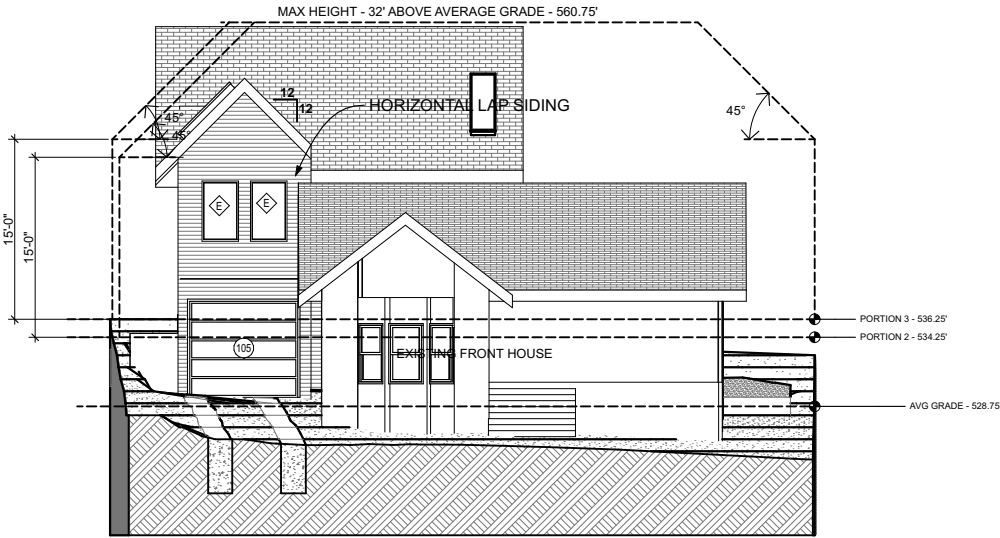 MAX HEIGHT - 32' ABOVE AVERAGE GRADE - 560.75'
12
12
HORIZONTAL LAP SIDING
45°
45°
45°
E
E
15'-0"
15'-0"
PORTION 3 - 536.25'
PORTION 2 - 534.25'
105
EXISTING FRONT HOUSE
AVG GRADE - 528.75